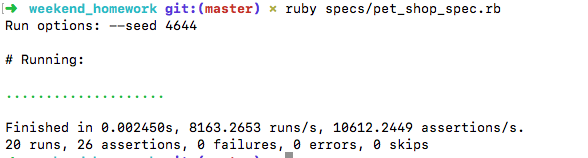 ➜ weekend_homework git:(master) × ruby specs/pet_shop_spec.rb
Run options: --seed 4644
# Running:
....................
Finished in 0.002450s, 8163.2653 runs/s, 10612.2449 assertions/s.
20 runs, 26 assertions, 0 failures, 0 errors, 0 skips